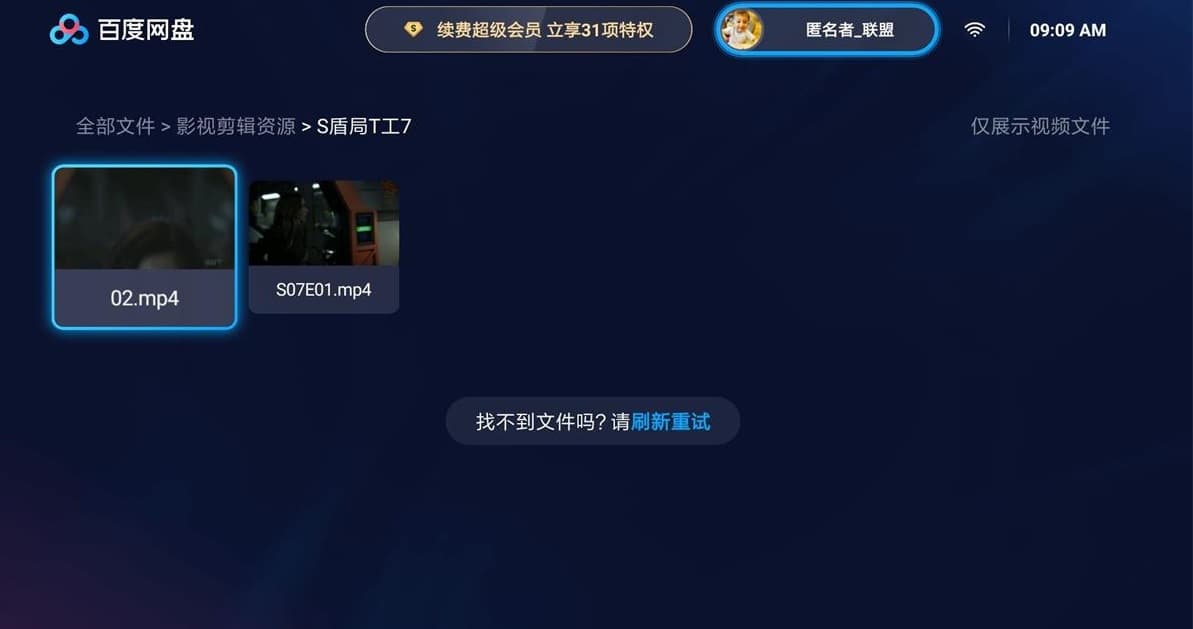 百度网盘
续费超级会员 立享31项特权
匿名者_联盟
09:09 AM
全部文件 > 影视剪辑资源 > S盾局T工7
仅展示视频文件
02.mp4
S07E01.mp4
找不到文件吗? 请刷新重试